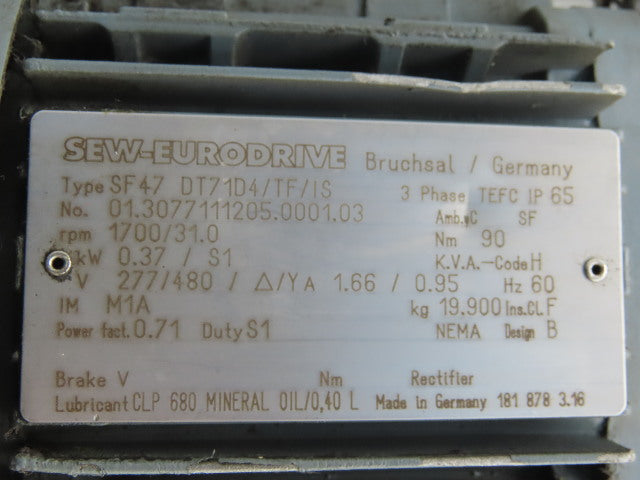 SEW-EURODRIVE Bruchsal / Germany
Type SF47 DT71D4/TF/IS 3 Phase TEFC IP 65
No. 01.3077111205.0001.03 Amb. °C SF
rpm 1700/31.0 Nm 90
kW 0.37 / S1 K.V.A.-Code H
V 277/480 / Δ/Y A 1.66 / 0.95 Hz 60
IM M1A kg 19.900 Ins.CL F
Power fact. 0.71 Duty S1 NEMA Design B
Brake V Nm Rectifier
Lubricant CLP 680 MINERAL OIL/0,40 L Made in Germany 181 878 3.16